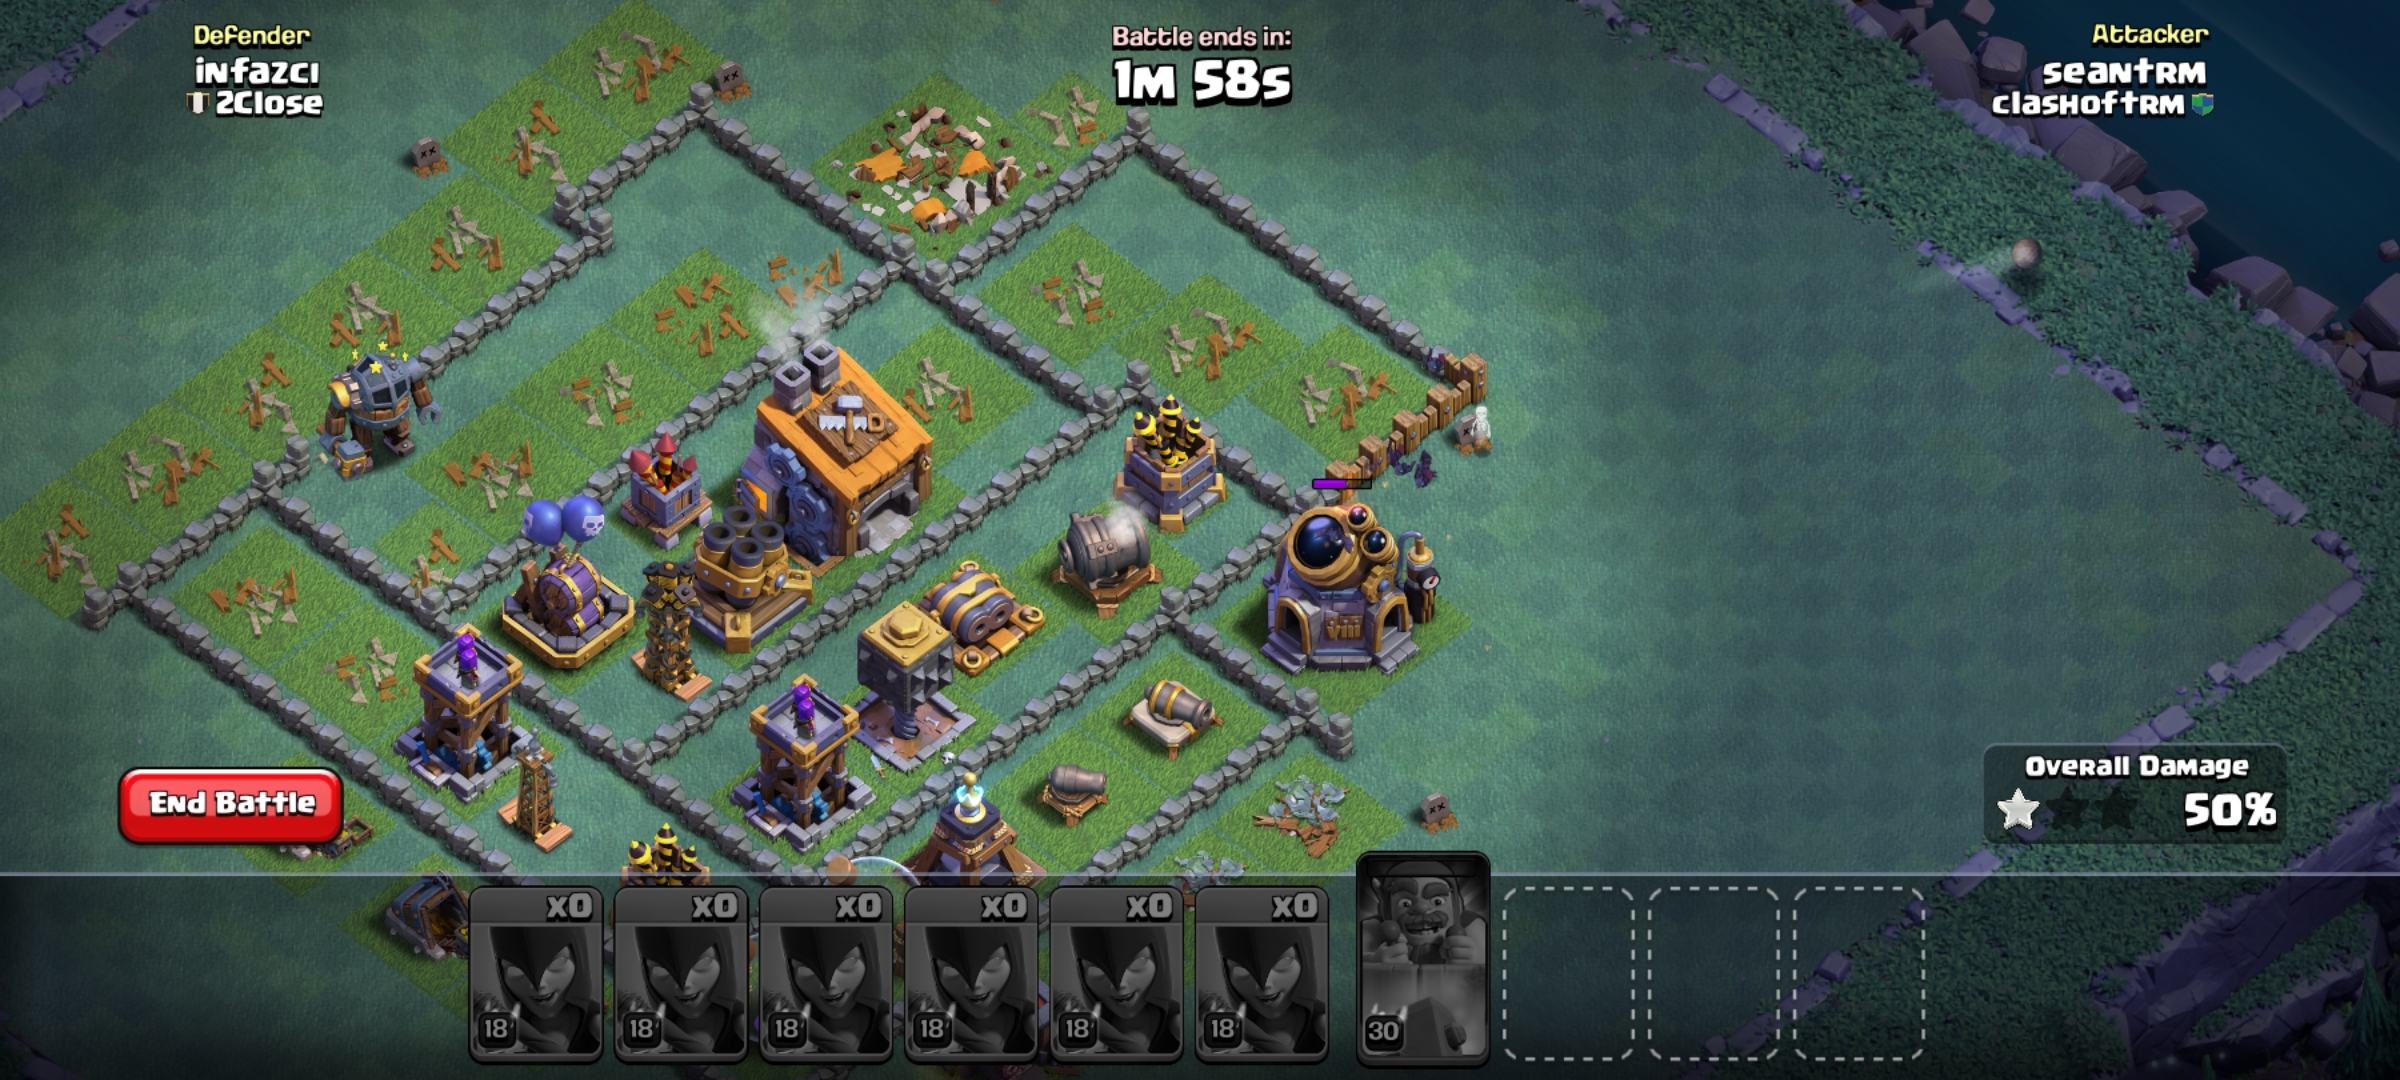 Defender
infazci
2Close
Battle ends in:
1M 58s
Attacker
seantRM
clashoftRM
VIII
End Battle
Overall Damage
50%
x0
x0
x0
x0
x0
x0
18
18
18
18
18
18
30